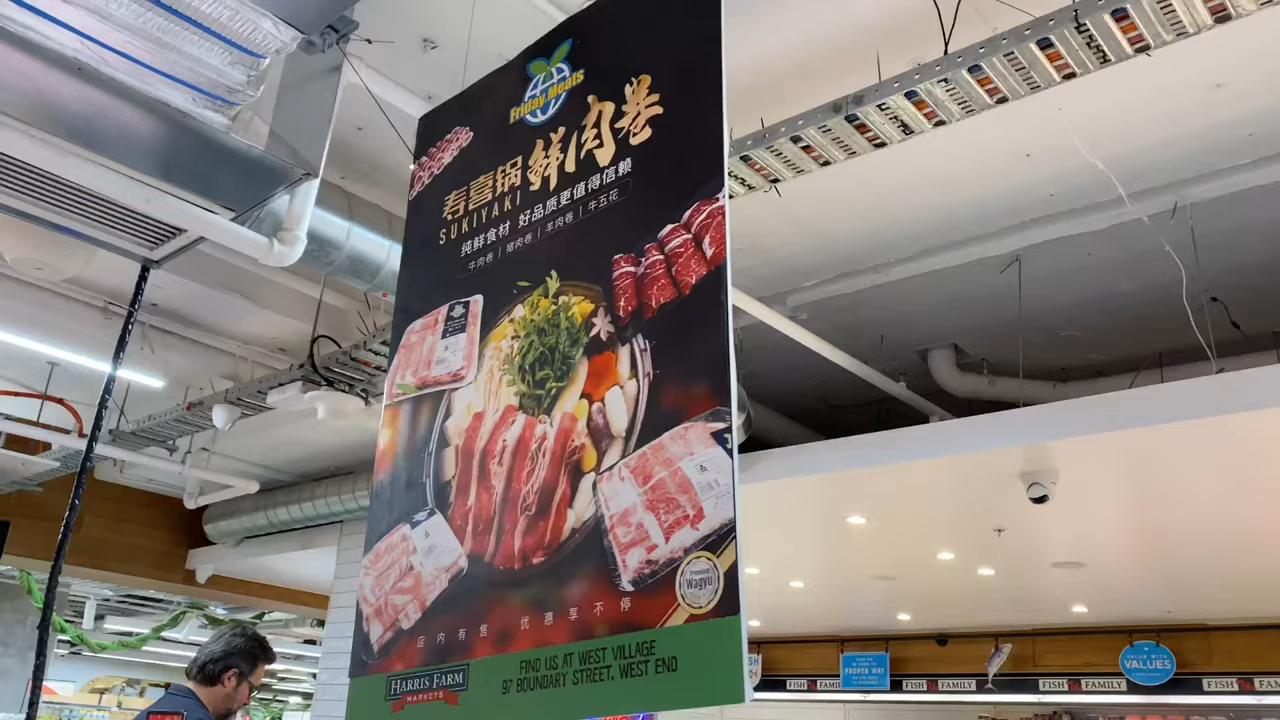 Friday Meats
寿喜锅
鲜肉卷
SUKIYAKI
纯鲜食材 好品质更值得信赖
牛肉卷 | 猪肉卷 | 羊肉卷 | 牛五花
Premium
Wagyu
店内有售 优惠享不停
HARRIS FARM
MARKETS
FIND US AT WEST VILLAGE
97 BOUNDARY STREET, WEST END
PROPER WAY
VALUE WITH
VALUES
FISH FAMILY
FISH FAMILY
FISH FAMILY